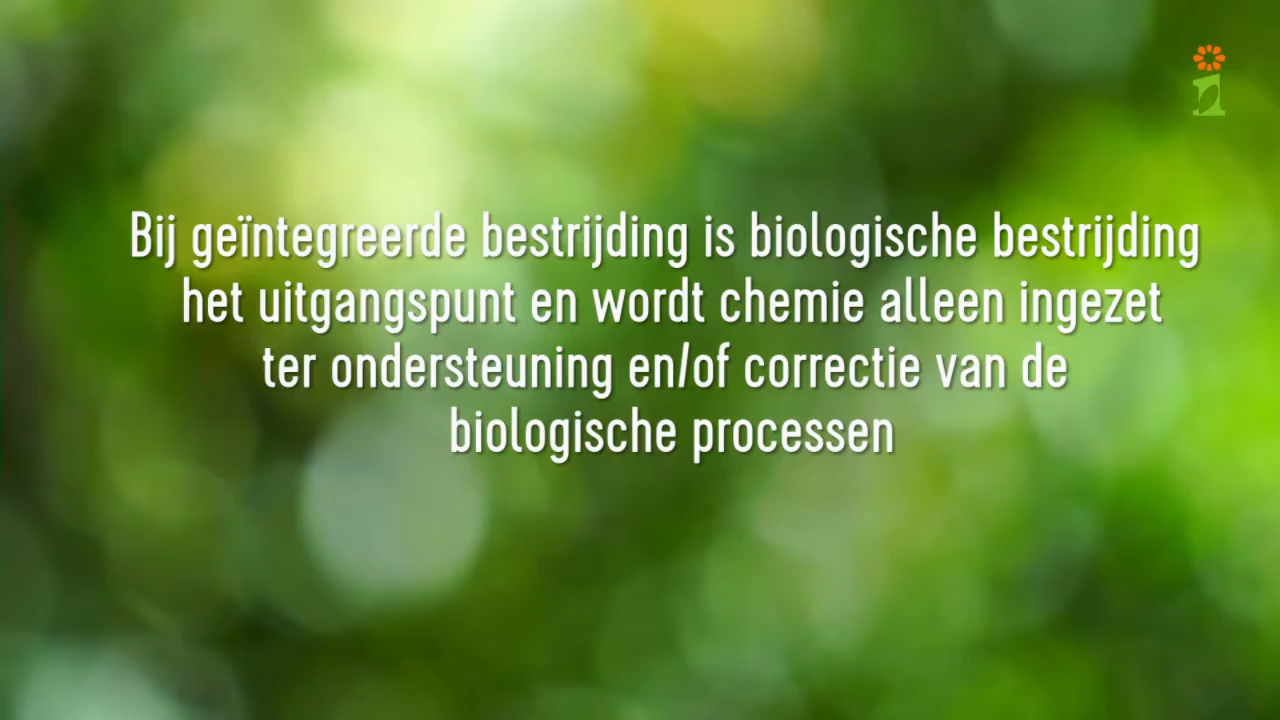 Bij geïntegreerde bestrijding is biologische bestrijding
het uitgangspunt en wordt chemie alleen ingezet
ter ondersteuning en/of correctie van de
biologische processen